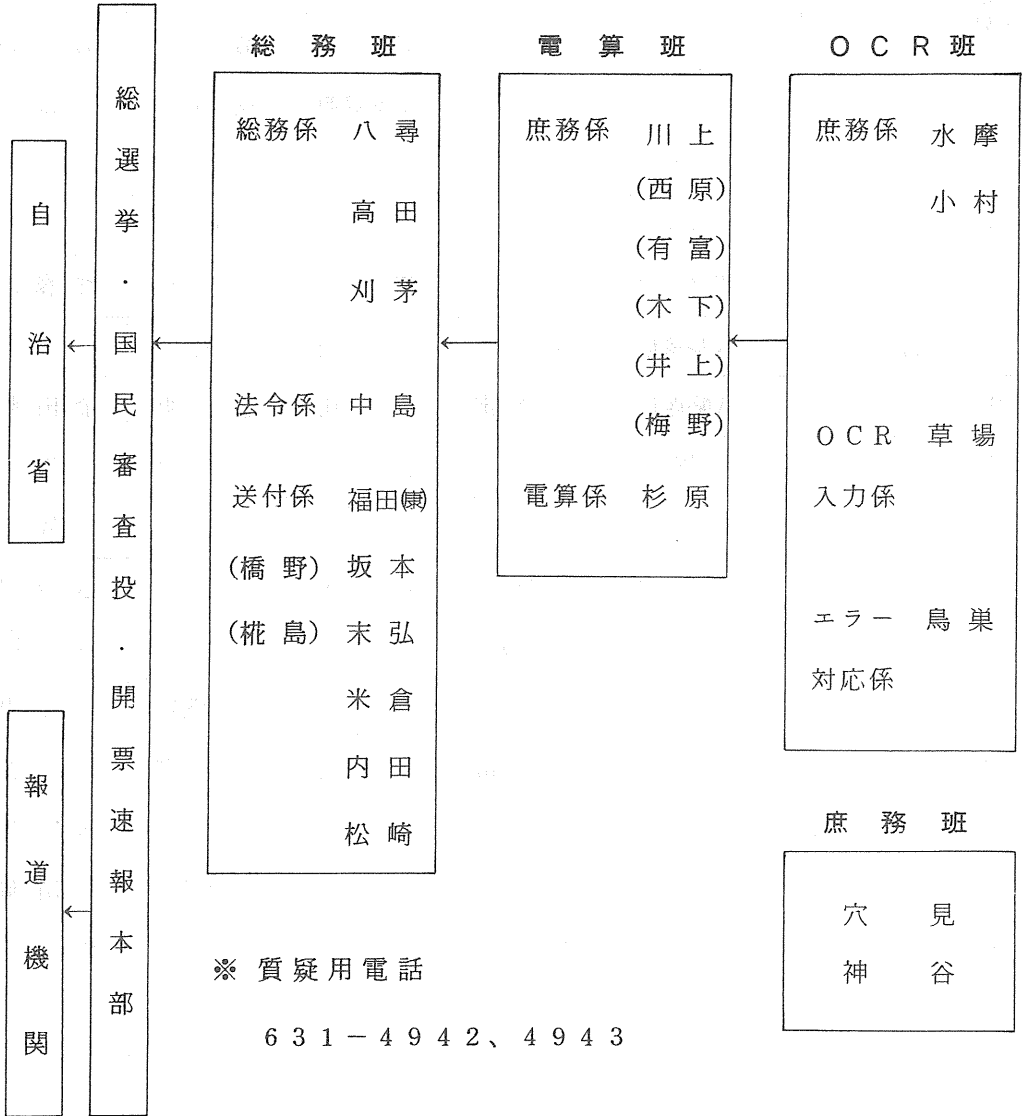 総務班
電算班
OCR班
総選挙・国民審査投・開票速報本部
自治省
報道機関
総務係 八尋
高田
刈茅
法令係 中島
送付係 福田㈮
(橋野) 坂本
(椛島) 末弘
米倉
内田
松崎
庶務係 川上
(西原)
(有富)
(木下)
(井上)
(梅野)
電算係 杉原
庶務係 水摩
小村
OCR 草場
入力係
エラー 鳥巣
対応係
庶務班
穴見
神谷
※ 質疑用電話
631-4942、4943